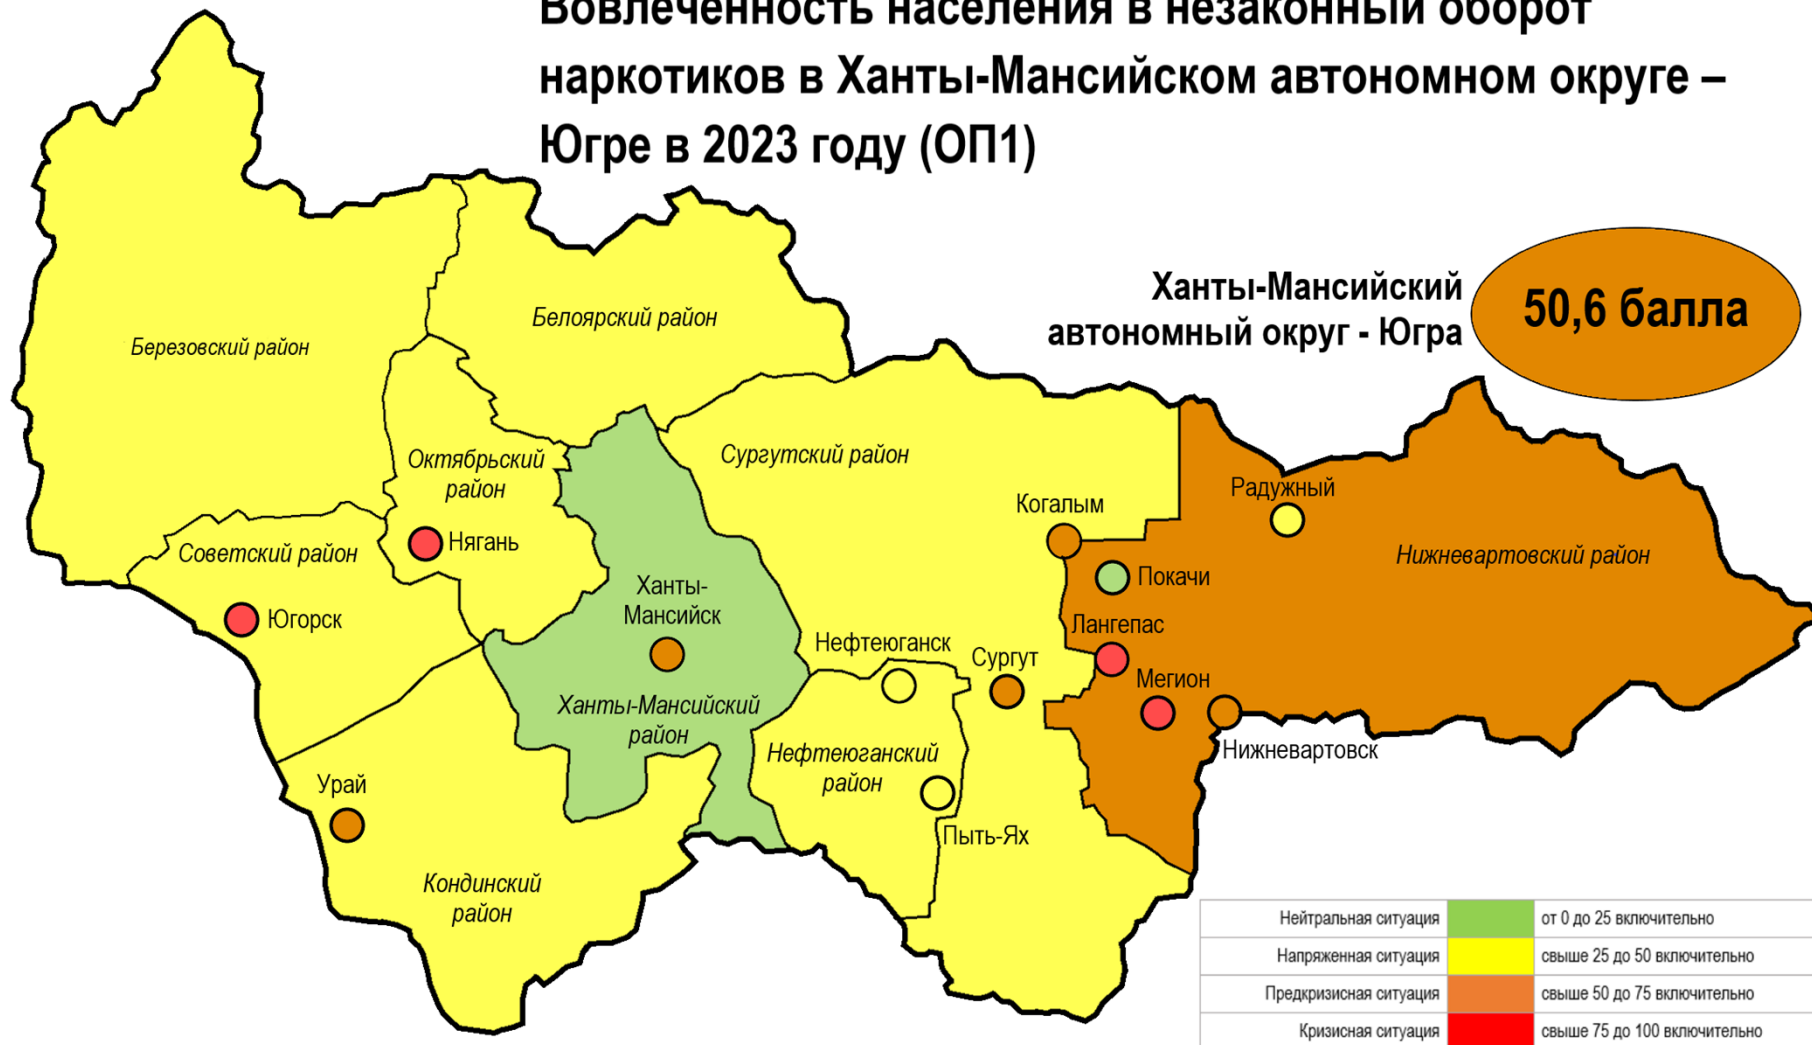 Вовлеченность населения в незаконный оборот
наркотиков в Ханты-Мансийском автономном округе –
Югре в 2023 году (ОП1)
Ханты-Мансийский
автономный округ - Югра
50,6 балла
Березовский район
Белоярский район
Октябрьский
район
Сургутский район
Когалым
Радужный
Нижневартовский район
Нягань
Советский район
Югорск
Ханты-
Мансийск
Покачи
Лангепас
Нефтеюганск
Сургут
Мегион
Ханты-Мансийский
район
Нижневартовск
Нефтеюганский
район
Урай
Пыть-Ях
Кондинский
район
Нейтральная ситуация от 0 до 25 включительно
Напряженная ситуация свыше 25 до 50 включительно
Предкризисная ситуация свыше 50 до 75 включительно
Кризисная ситуация свыше 75 до 100 включительно